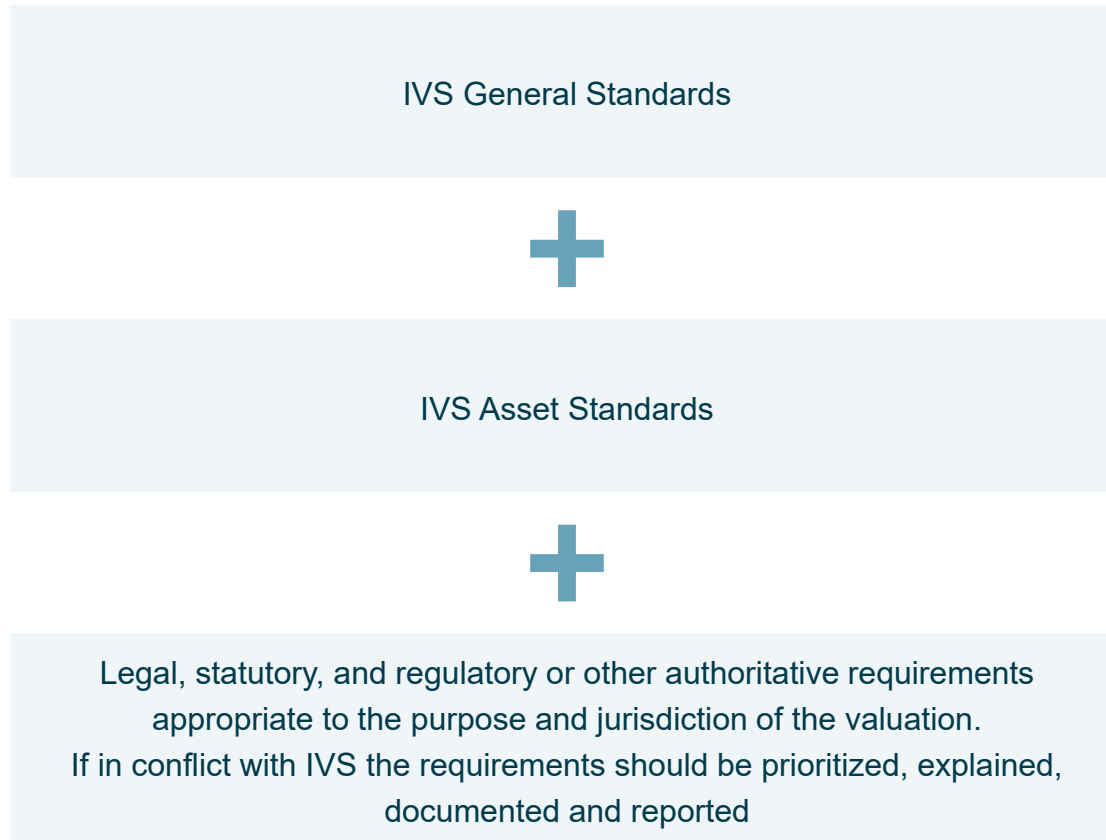 IVS General Standards
IVS Asset Standards
Legal, statutory, and regulatory or other authoritative requirements
appropriate to the purpose and jurisdiction of the valuation.
If in conflict with IVS the requirements should be prioritized, explained,
documented and reported